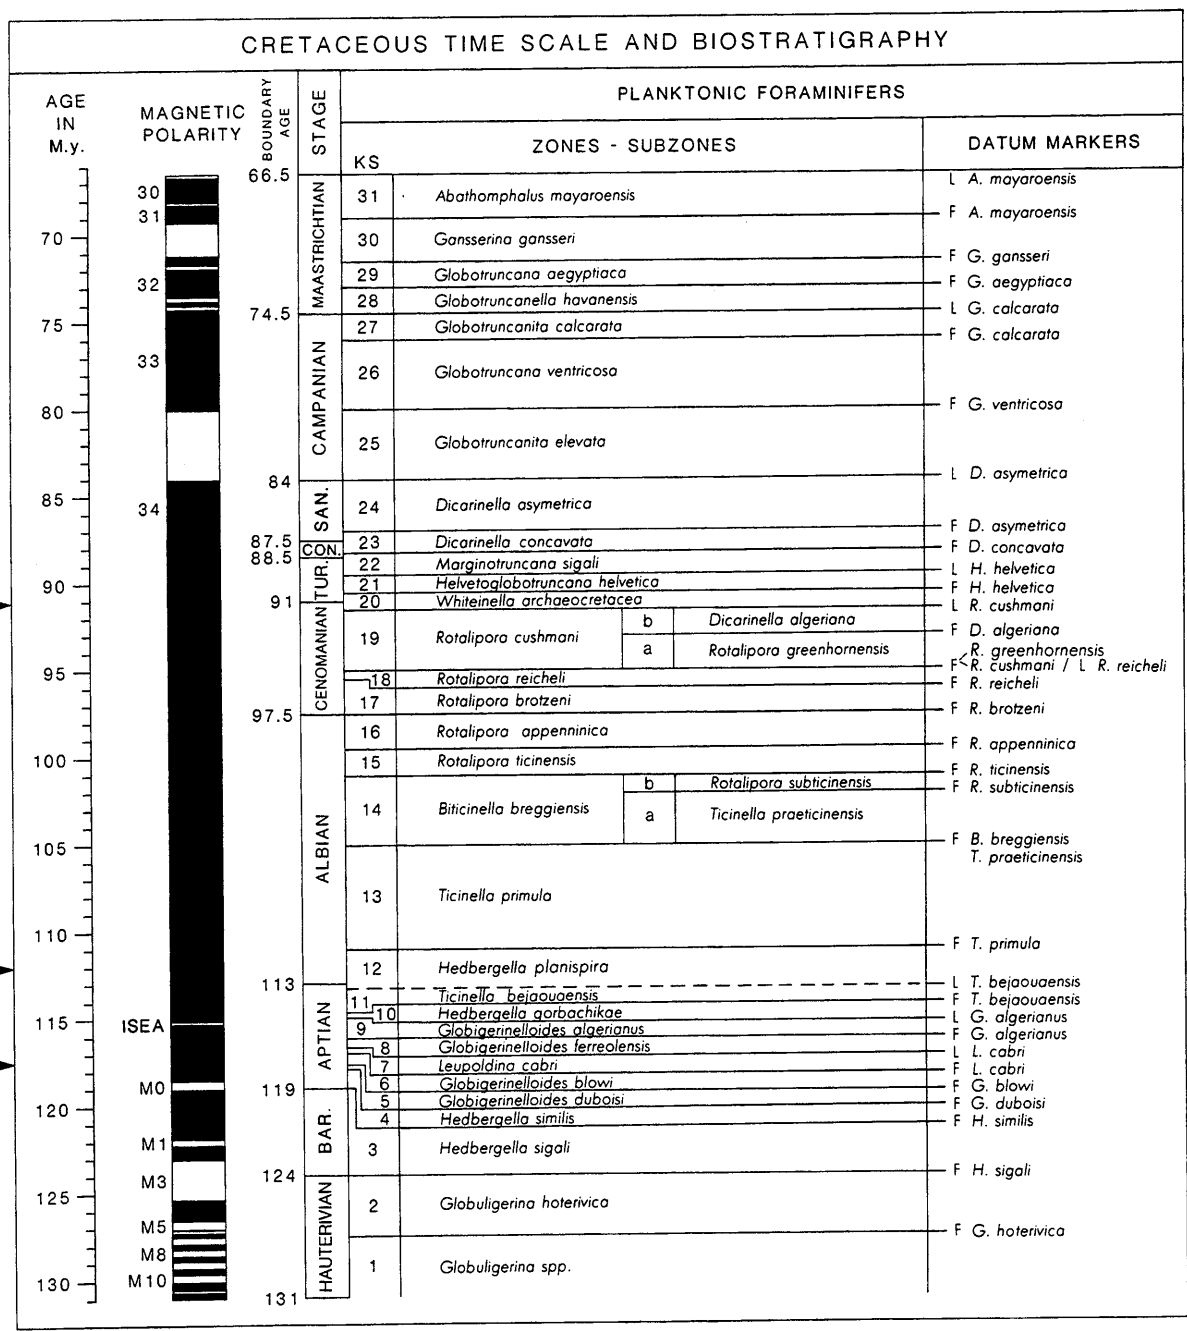 CRETACEOUS TIME SCALE AND BIOSTRATIGRAPHY
AGE IN M.y.
MAGNETIC POLARITY
BOUNDARY AGE
STAGE
PLANKTONIC FORAMINIFERS
KS
ZONES - SUBZONES
DATUM MARKERS
66.5
L A. mayaroensis
30
MAASTRICHTIAN
31 Abathomphalus mayaroensis
31
F A. mayaroensis
70
30 Gansserina gansseri
F G. gansseri
29 Globotruncana aegyptiaca
32
F G. aegyptiaca
28 Globotruncanella havanensis
74.5
L G. calcarata
75
CAMPANIAN
27 Globotruncanita calcarata
F G. calcarata
33
26 Globotruncana ventricosa
80
F G. ventricosa
25 Globotruncanita elevata
84
L D. asymetrica
85
34
SAN.
24 Dicarinella asymetrica
F D. asymetrica
87.5
CON.
23 Dicarinella concavata
F D. concavata
88.5
TUR.
22 Marginotruncana sigali
L H. helvetica
90
21 Helvetoglobotruncana helvetica
F H. helvetica
91
20 Whiteinella archaeocretacea
L R. cushmani
CENOMANIAN
19 Rotalipora cushmani
b Dicarinella algeriana
F D. algeriana
a Rotalipora greenhornensis
R. greenhornensis
F R. cushmani / L R. reicheli
95
18 Rotalipora reicheli
F R. reicheli
17 Rotalipora brotzeni
F R. brotzeni
97.5
ALBIAN
16 Rotalipora appenninica
F R. appenninica
100
15 Rotalipora ticinensis
F R. ticinensis
14 Biticinella breggiensis
b Rotalipora subticinensis
F R. subticinensis
a Ticinella praeticinensis
105
F B. breggiensis
T. praeticinensis
13 Ticinella primula
110
F T. primula
12 Hedbergella planispira
113
L T. bejaouaensis
APTIAN
11 Ticinella bejaouaensis
F T. bejaouaensis
10 Hedbergella gorbachikae
L G. algerianus
115
ISEA
9 Globigerinelloides algerianus
F G. algerianus
8 Globigerinelloides ferreolensis
L L. cabri
7 Leupoldina cabri
F L. cabri
M0
6 Globigerinelloides blowi
F G. blowi
119
BAR.
5 Globigerinelloides duboisi
F G. duboisi
120
4 Hedbergella similis
F H. similis
M1
3 Hedbergella sigali
124
F H. sigali
M3
125
HAUTERIVIAN
2 Globuligerina hoterivica
M5
F G. hoterivica
M8
1 Globuligerina spp.
M10
130
131